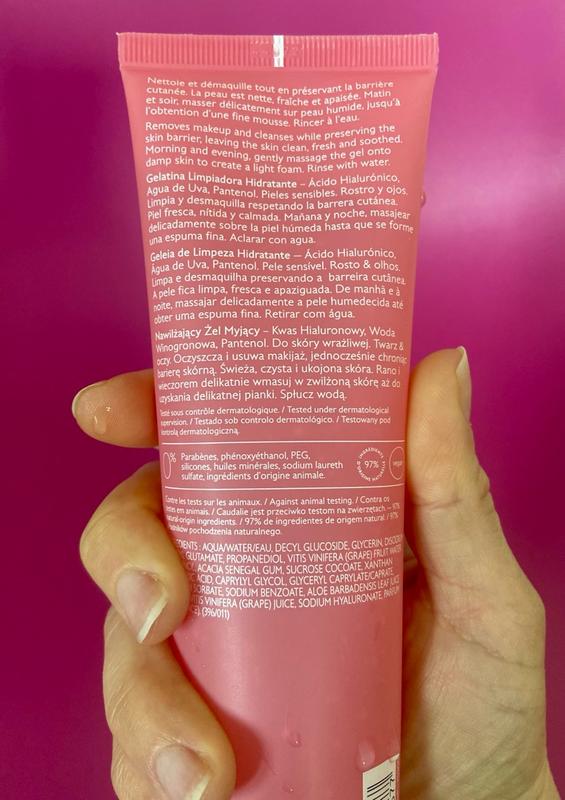 Nettoie et démaquille tout en préservant la barrière
cutanée. La peau est nette, fraîche et apaisée. Matin
et soir, masser délicatement sur peau humide, jusqu'à
l'obtention d'une fine mousse. Rincer à l'eau.
Removes makeup and cleanses while preserving the
skin barrier, leaving the skin clean, fresh and soothed.
Morning and evening, gently massage the gel onto
damp skin to create a light foam. Rinse with water.
Gelatina Limpiadora Hidratante – Ácido Hialurónico,
Agua de Uva, Pantenol. Pieles sensibles. Rostro y ojos.
Limpia y desmaquilla respetando la barrera cutánea.
Piel fresca, nítida y calmada. Mañana y noche, masajear
delicadamente sobre la piel húmeda hasta que se forme
una espuma fina. Aclarar con agua.
Geleia de Limpeza Hidratante – Ácido Hialurónico,
Água de Uva, Pantenol. Pele sensível. Rosto & olhos.
Limpa e desmaquilha preservando a barreira cutânea.
A pele fica limpa, fresca e apaziguada. De manhã e à
noite, massajar delicadamente a pele humedecida até
obter uma espuma fina. Retirar com água.
Nawilżający Żel Myjący – Kwas Hialuronowy, Woda
Winogronowa, Pantenol. Do skóry wrażliwej. Twarz &
oczy. Oczyszcza i usuwa makijaż, jednocześnie chroniąc
barierę skórną. Świeża, czysta i ukojona skóra. Rano i
wieczorem delikatnie wmasuj w zwilżoną skórę aż do
uzyskania delikatnej pianki. Spłucz wodą.
Testé sous contrôle dermatologique. / Tested under dermatological
supervision. / Testado sob controlo dermatológico. / Testowany pod
kontrolą dermatologiczną.
0% Parabènes, phénoxyéthanol, PEG,
silicones, huiles minérales, sodium laureth
sulfate, ingrédients d'origine animale.
INGRÉDIENTS D'ORIGINE NATURELLE 97%
vegan
Contre les tests sur les animaux. / Against animal testing. / Contra os
testes em animais. / Caudalie jest przeciwko testom na zwierzętach. – 97%
natural-origin ingredients. / 97% de ingredientes de origem natural. / 97%
składników pochodzenia naturalnego.
: AQUA/WATER/EAU, DECYL GLUCOSIDE, GLYCERIN,
GLUTAMATE, PROPANEDIOL, VITIS VINIFERA (GRAPE) FRUIT WATER
ACACIA SENEGAL GUM, SUCROSE COCOATE, XANTHAN
ACID, CAPRYLYL GLYCOL, GLYCERYL CAPRYLATE/CAPRATE,
SODIUM BENZOATE, ALOE BARBADENSIS LEAF JUICE
VITIS VINIFERA (GRAPE) JUICE, SODIUM HYALURONATE, PARFUM
(396/011)